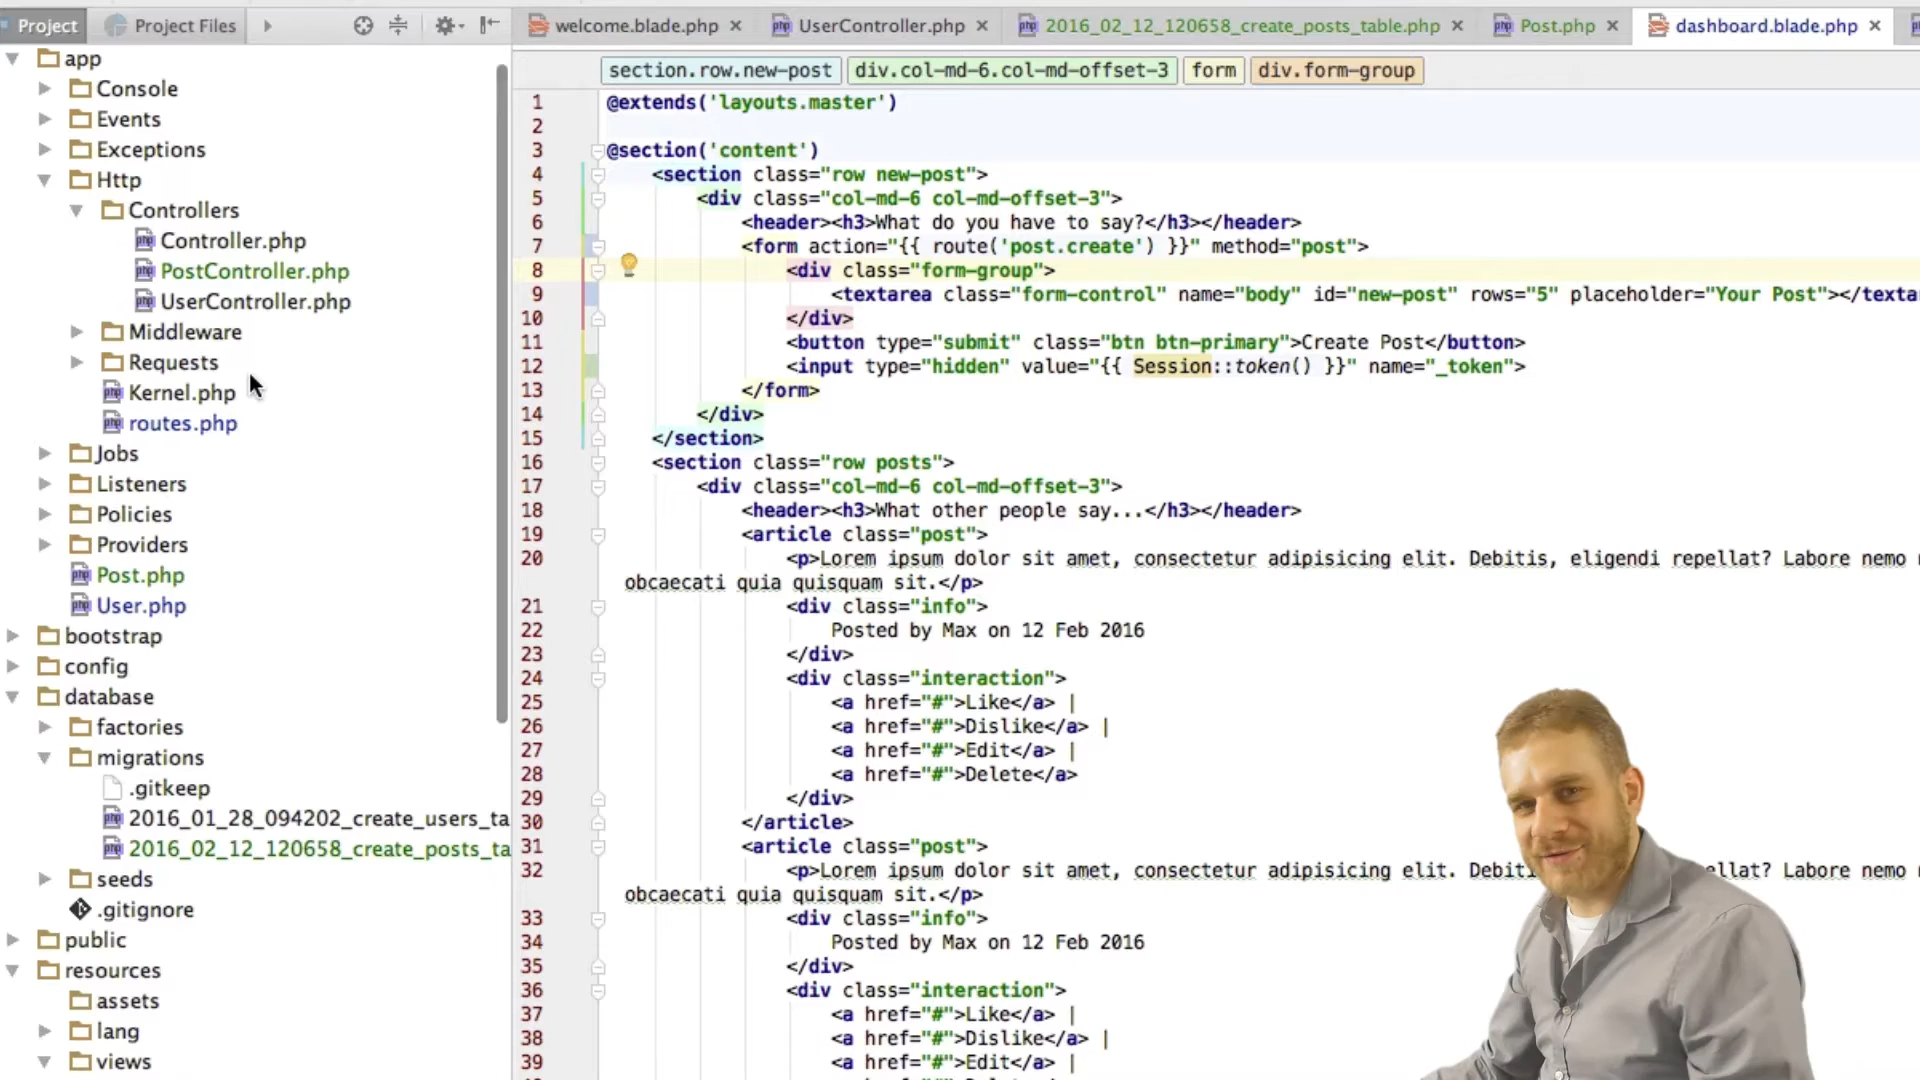 Project
Project Files
welcome.blade.php
UserController.php
2016_02_12_120658_create_posts_table.php
Post.php
dashboard.blade.php
section.row.new-post
div.col-md-6.col-md-offset-3
form
div.form-group
app
Console
Events
Exceptions
Http
Controllers
Controller.php
PostController.php
UserController.php
Middleware
Requests
Kernel.php
routes.php
Jobs
Listeners
Policies
Providers
Post.php
User.php
bootstrap
config
database
factories
migrations
.gitkeep
2016_01_28_094202_create_users_ta
2016_02_12_120658_create_posts_ta
seeds
.gitignore
public
resources
assets
lang
views
1 @extends('layouts.master')
2
3 @section('content')
4 <section class="row new-post">
5 <div class="col-md-6 col-md-offset-3">
6 <header><h3>What do you have to say?</h3></header>
7 <form action="{{ route('post.create') }}" method="post">
8 <div class="form-group">
9 <textarea class="form-control" name="body" id="new-post" rows="5" placeholder="Your Post"></texta
10 </div>
11 <button type="submit" class="btn btn-primary">Create Post</button>
12 <input type="hidden" value="{{ Session::token() }}" name="_token">
13 </form>
14 </div>
15 </section>
16 <section class="row posts">
17 <div class="col-md-6 col-md-offset-3">
18 <header><h3>What other people say...</h3></header>
19 <article class="post">
20 <p>Lorem ipsum dolor sit amet, consectetur adipisicing elit. Debitis, eligendi repellat? Labore nemo
obcaecati quia quisquam sit.</p>
21 <div class="info">
22 Posted by Max on 12 Feb 2016
23 </div>
24 <div class="interaction">
25 <a href="#">Like</a> |
26 <a href="#">Dislike</a> |
27 <a href="#">Edit</a> |
28 <a href="#">Delete</a>
29 </div>
30 </article>
31 <article class="post">
32 <p>Lorem ipsum dolor sit amet, consectetur adipisicing elit. Debiti ellat? Labore nemo
obcaecati quia quisquam sit.</p>
33 <div class="info">
34 Posted by Max on 12 Feb 2016
35 </div>
36 <div class="interaction">
37 <a href="#">Like</a> |
38 <a href="#">Dislike</a> |
39 <a href="#">Edit</a> |